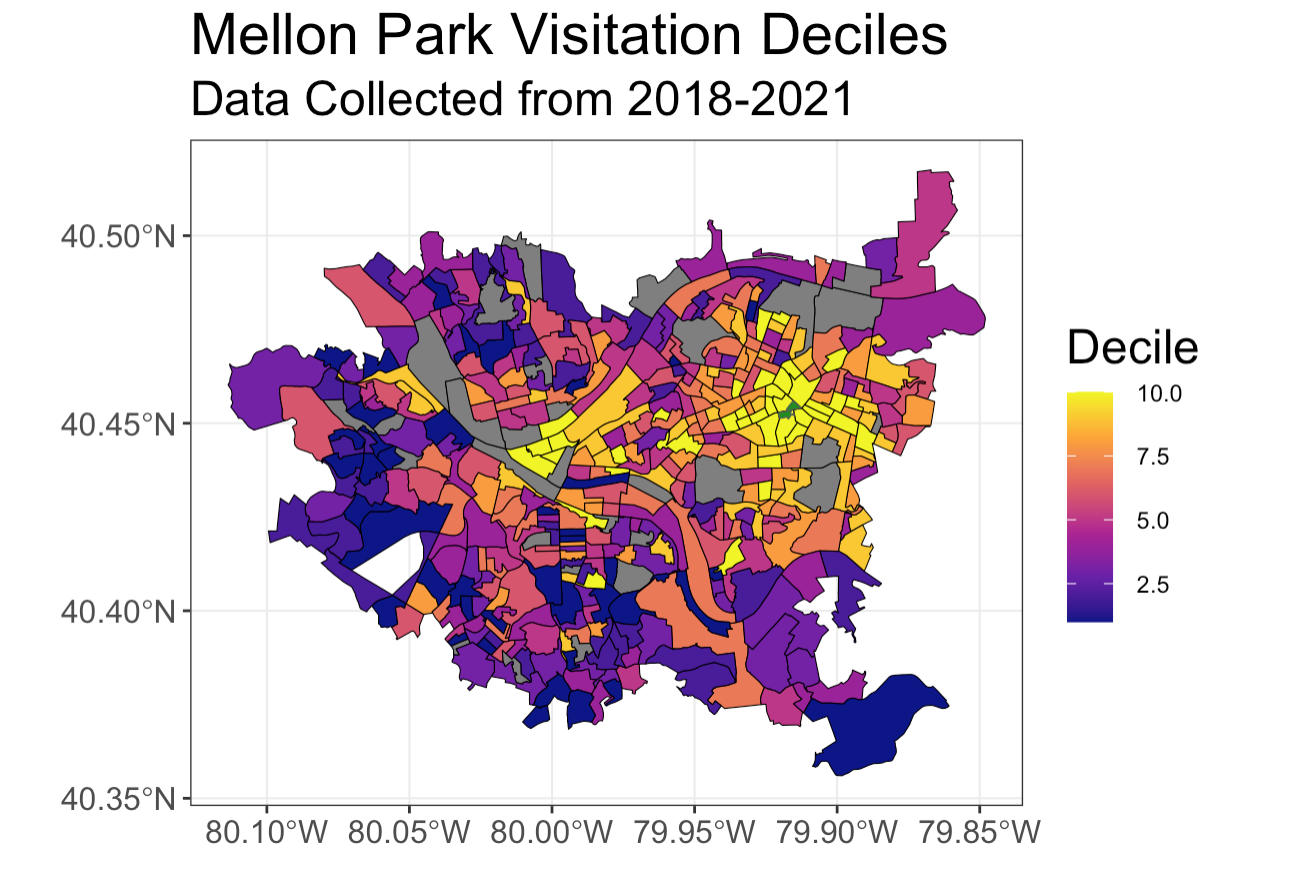 Mellon Park Visitation Deciles
Data Collected from 2018-2021
40.50°N
40.45°N
40.40°N
40.35°N
80.10°W 80.05°W 80.00°W 79.95°W 79.90°W 79.85°W
Decile
10.0
7.5
5.0
2.5